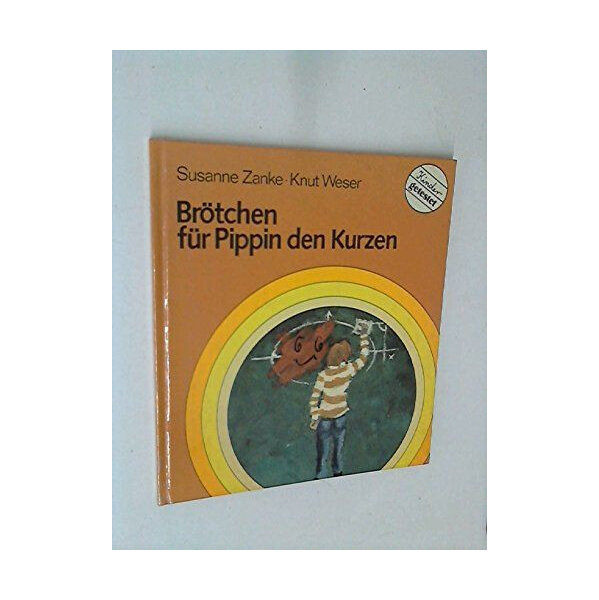 Susanne Zanke · Knut Weser
Kinder
getestet
Brötchen
für Pippin den Kurzen